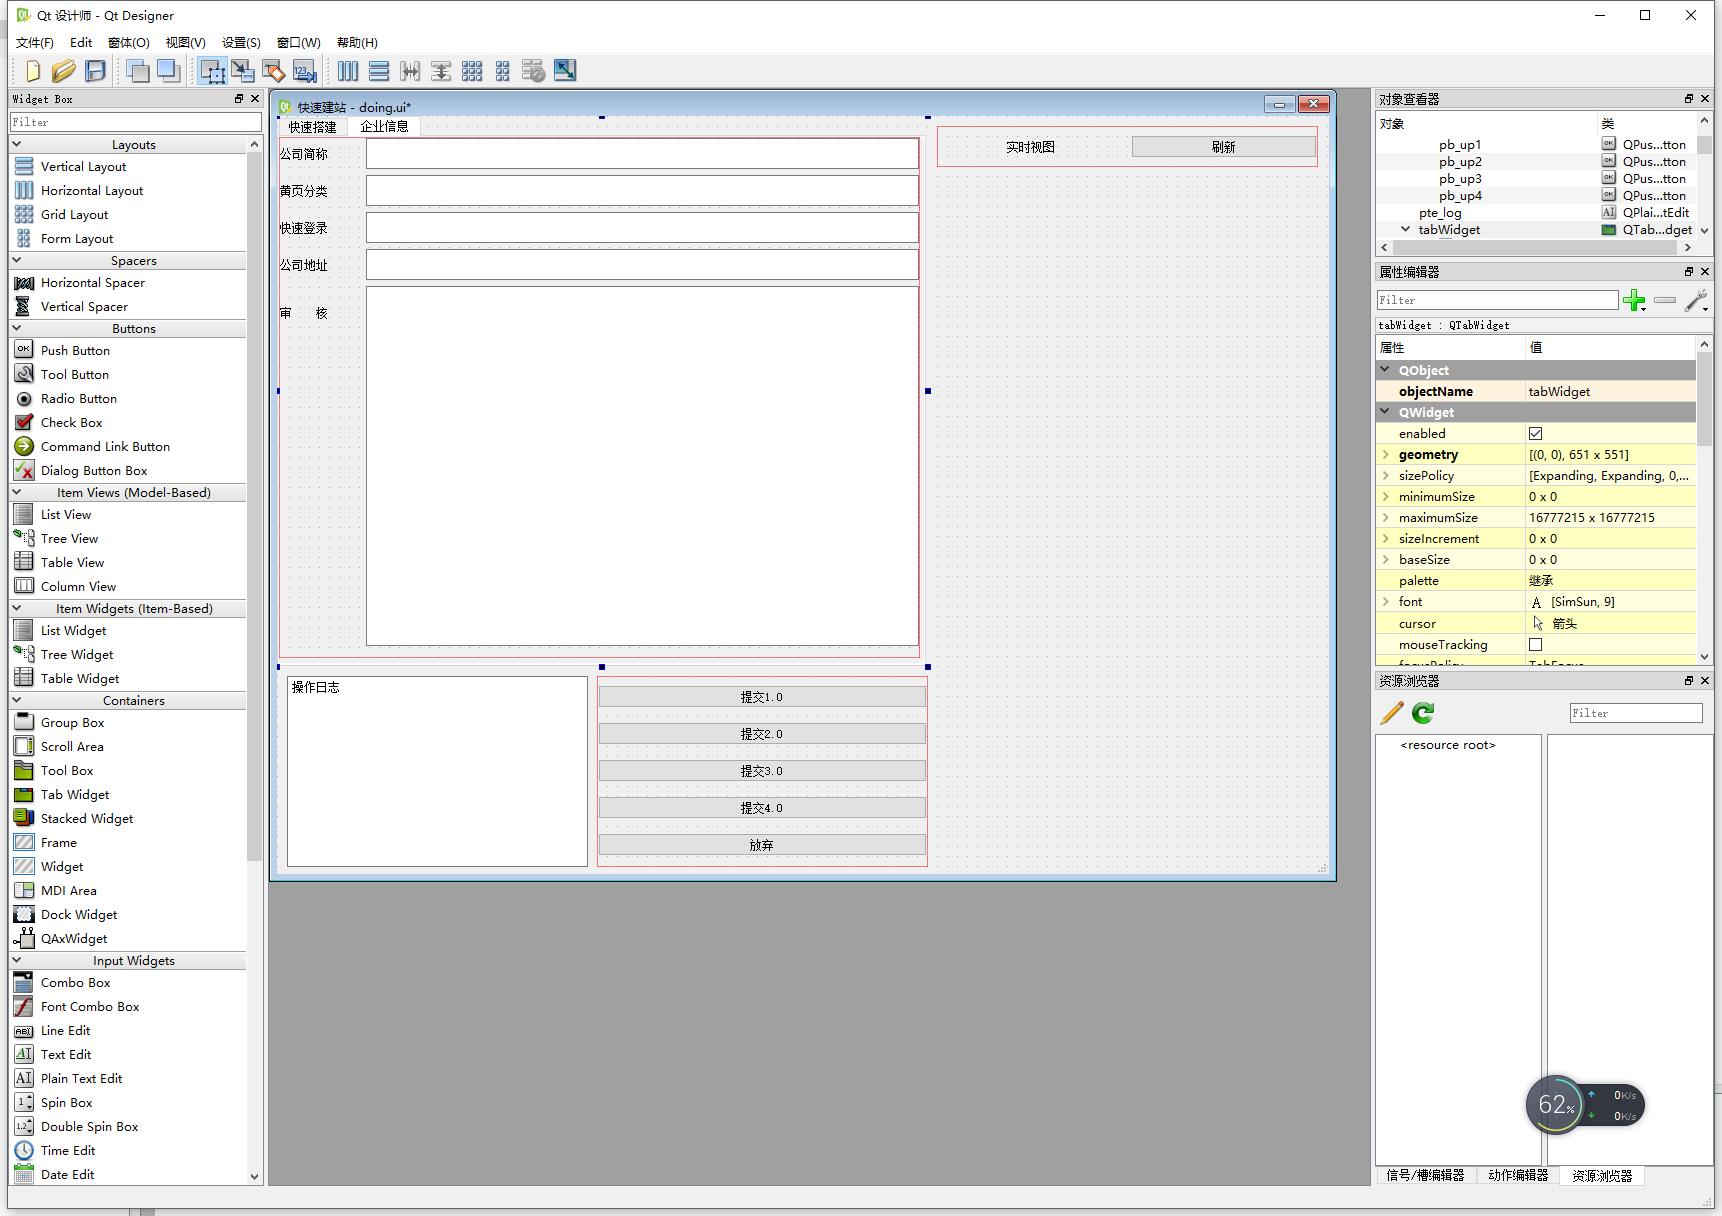 Qt 设计师 - Qt Designer
文件(F) Edit 窗体(O) 视图(V) 设置(S) 窗口(W) 帮助(H)
Widget Box
Filter
Layouts
Vertical Layout
Horizontal Layout
Grid Layout
Form Layout
Spacers
Horizontal Spacer
Vertical Spacer
Buttons
Push Button
Tool Button
Radio Button
Check Box
Command Link Button
Dialog Button Box
Item Views (Model-Based)
List View
Tree View
Table View
Column View
Item Widgets (Item-Based)
List Widget
Tree Widget
Table Widget
Containers
Group Box
Scroll Area
Tool Box
Tab Widget
Stacked Widget
Frame
Widget
MDI Area
Dock Widget
QAxWidget
Input Widgets
Combo Box
Font Combo Box
Line Edit
Text Edit
Plain Text Edit
Spin Box
Double Spin Box
Time Edit
Date Edit
快速建站 - doing.ui*
快速搭建 企业信息
公司简称
黄页分类
快速登录
公司地址
审 核
实时视图 刷新
操作日志
提交1.0
提交2.0
提交3.0
提交4.0
放弃
对象查看器
对象 类
pb_up1 QPus...tton
pb_up2 QPus...tton
pb_up3 QPus...tton
pb_up4 QPus...tton
pte_log QPlai...tEdit
tabWidget QTab...dget
属性编辑器
Filter
tabWidget : QTabWidget
属性 值
QObject
objectName tabWidget
QWidget
enabled
geometry [(0, 0), 651 x 551]
sizePolicy [Expanding, Expanding, 0,...
minimumSize 0 x 0
maximumSize 16777215 x 16777215
sizeIncrement 0 x 0
baseSize 0 x 0
palette 继承
font A [SimSun, 9]
cursor 箭头
mouseTracking
focusPolicy TabFocus
资源浏览器
Filter
<resource root>
62%
0K/s
0K/s
信号/槽编辑器 动作编辑器 资源浏览器